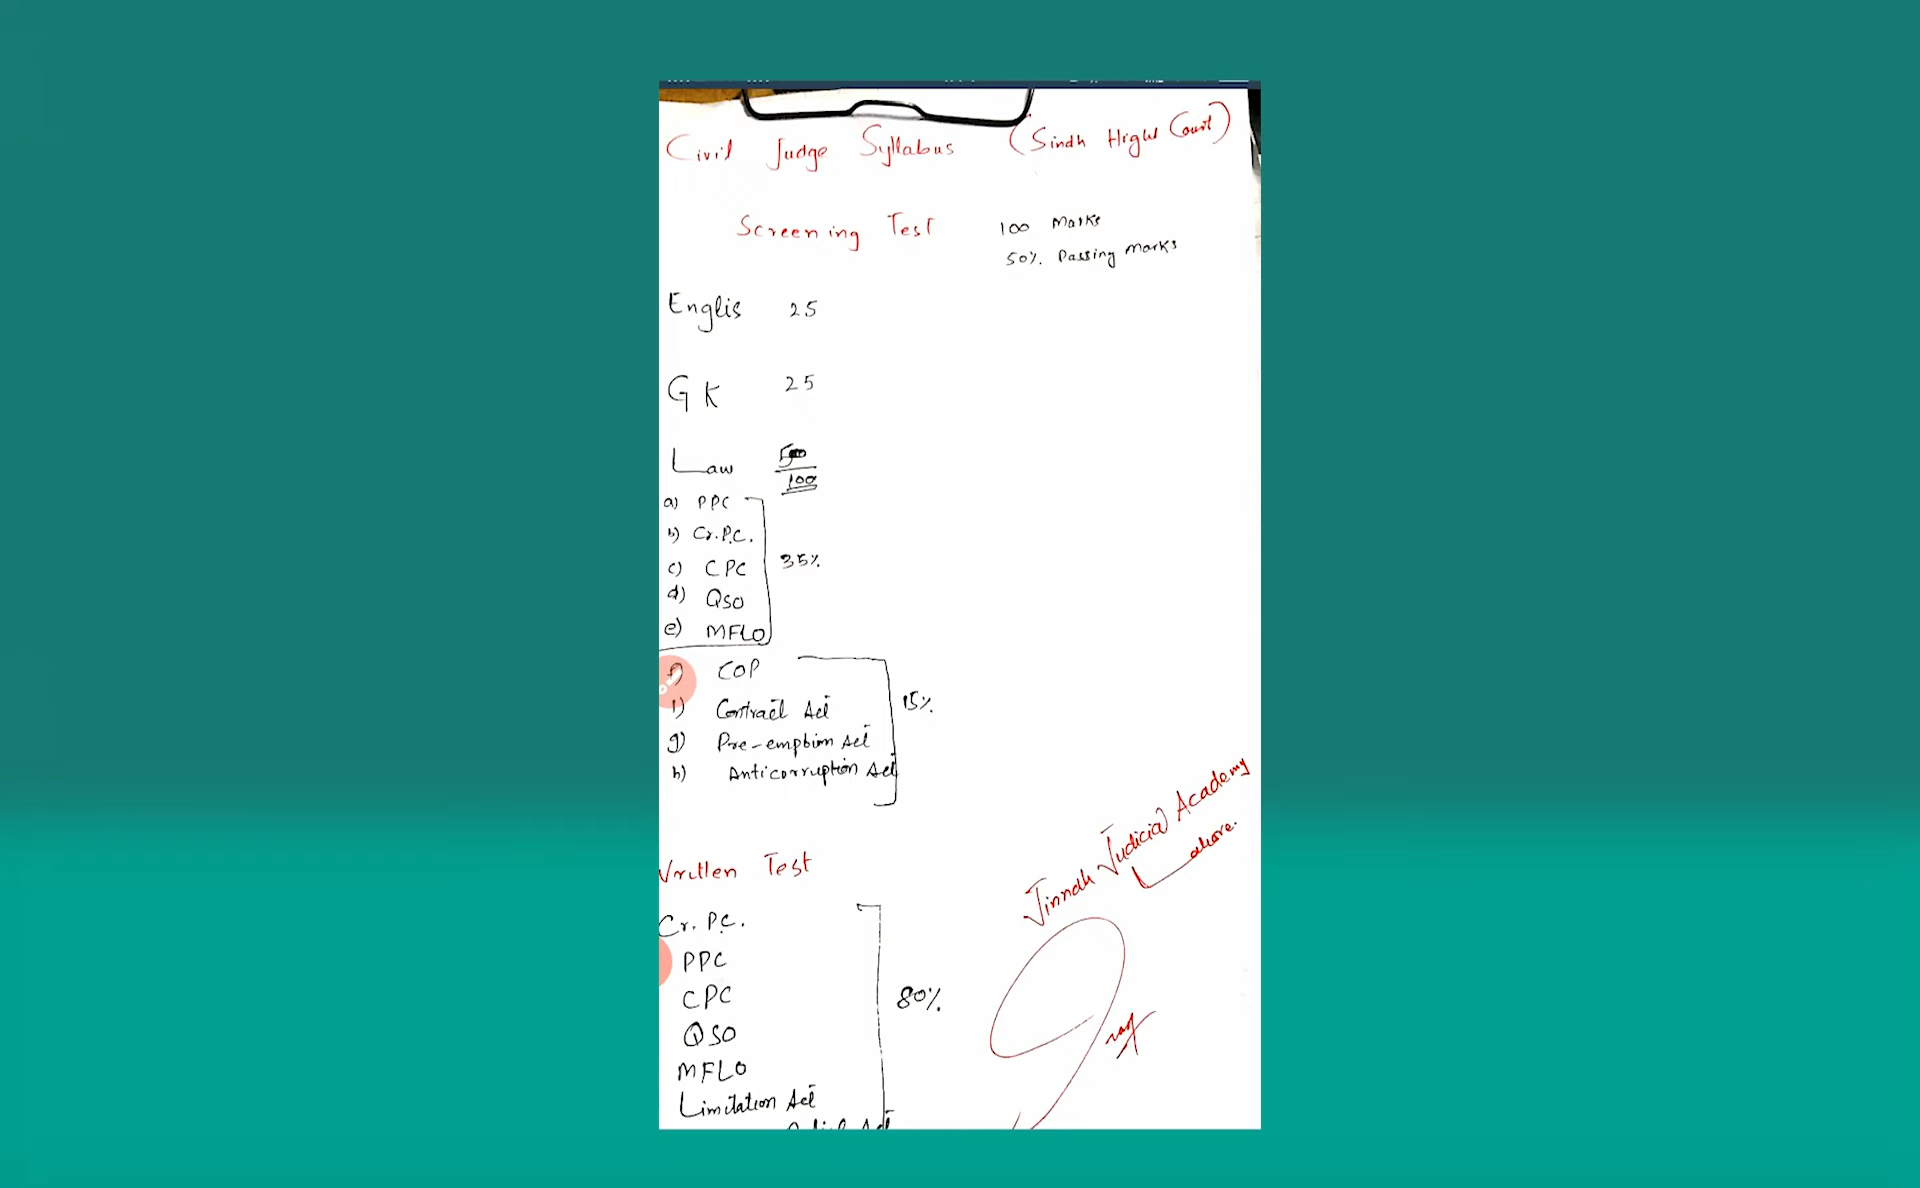 Civil Judge Syllabus (Sindh High Court)
Screening Test 100 Marks
50% Passing Marks
Englis 25
GK 25
Law 50
100
a) PPC
b) Cr.P.C.
c) CPC 35%
d) QSO
e) MFLO
f) COP
f) Contract Act 15%
g) Pre-emption Act
h) Anticorruption Act
Jinnah Judicial Academy
Lahore.
Written Test
Cr. P.C.
PPC
CPC 80%
QSO
MFLO
Limitation Act